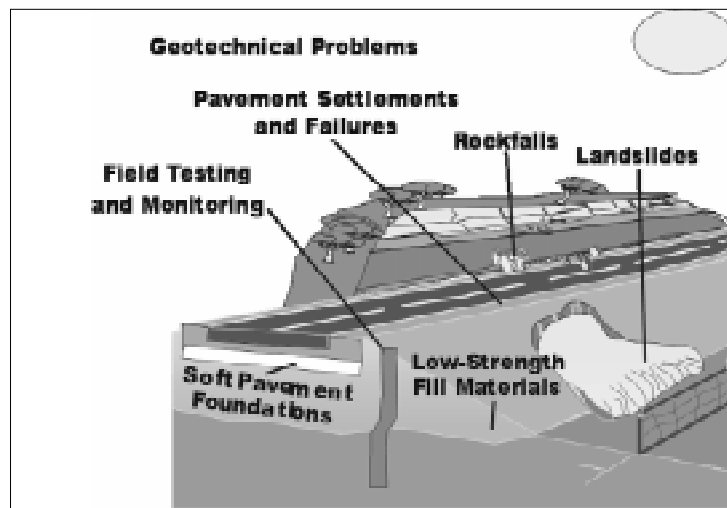 Geotechnical Problems
Pavement Settlements
and Failures
Rockfalls
Landslides
Field Testing
and Monitoring
Low-Strength
Fill Materials
Soft Pavement
Foundations